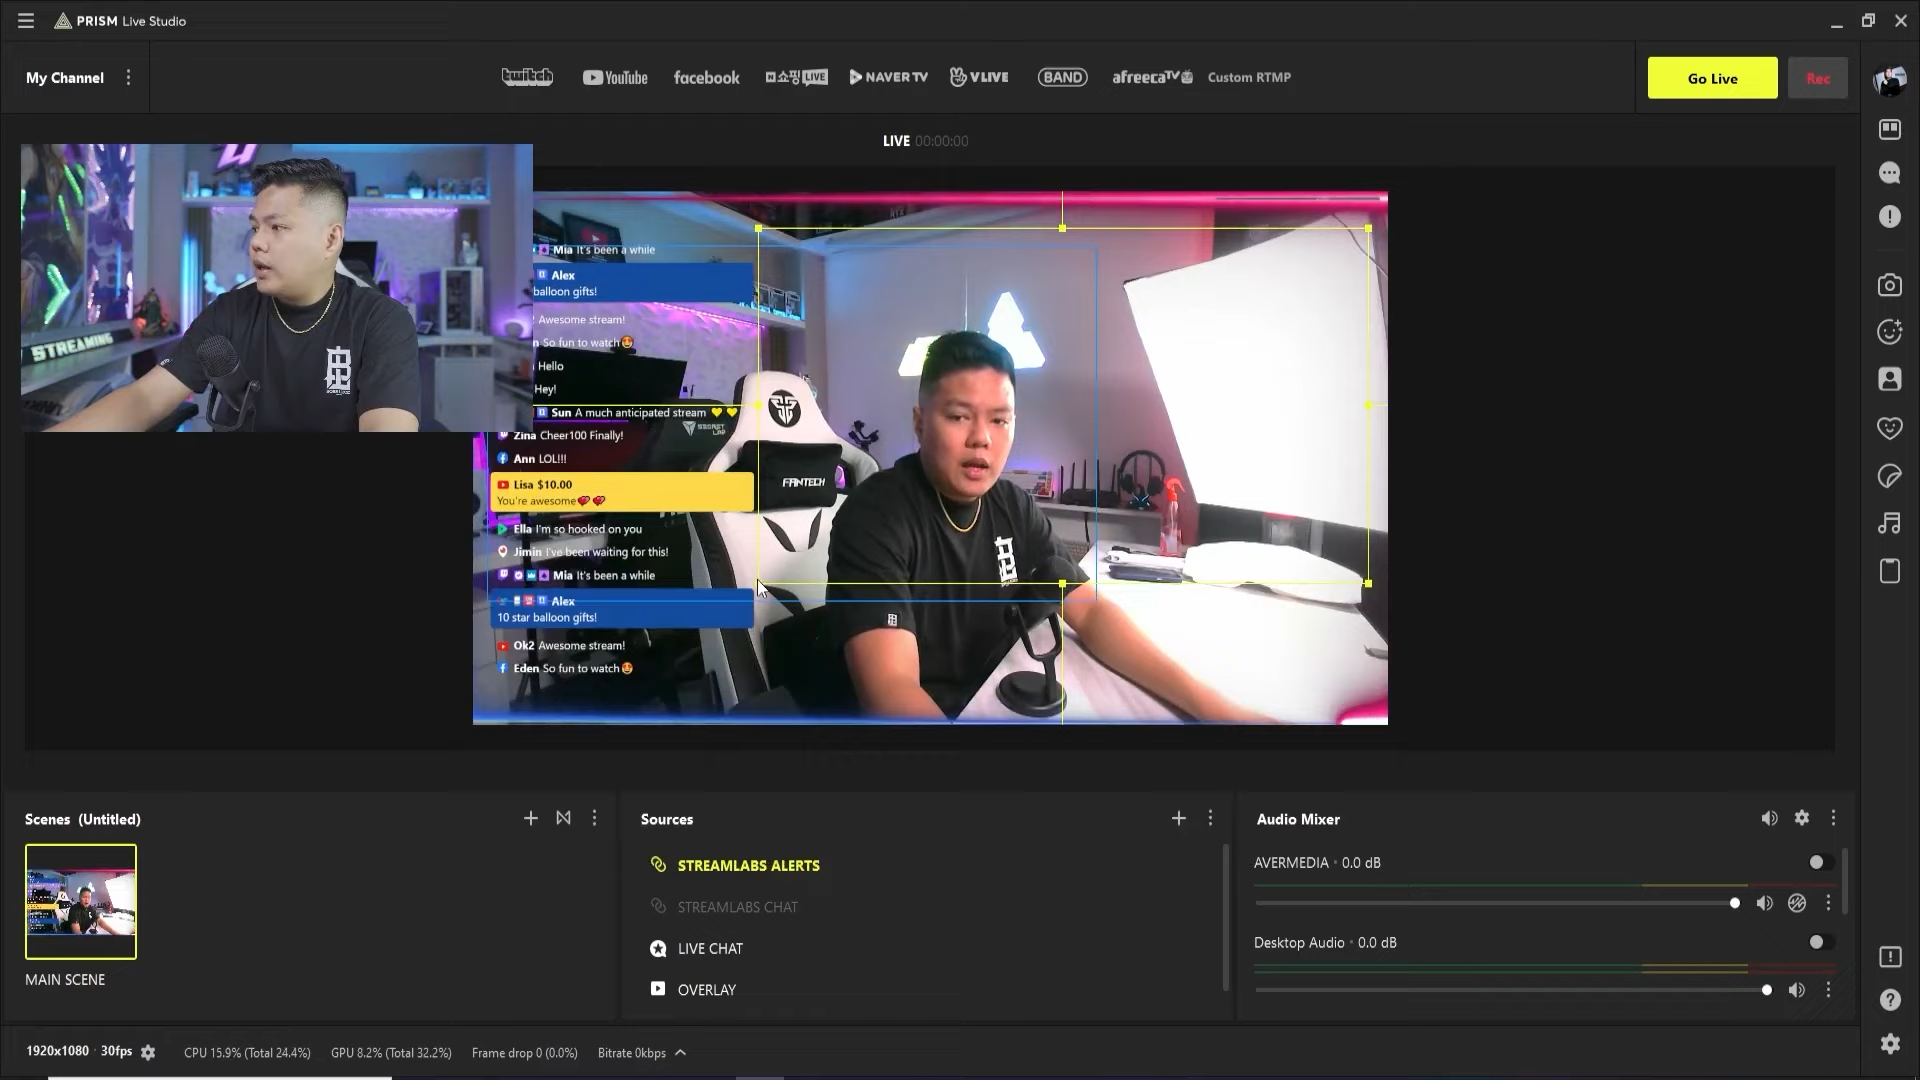 PRISM Live Studio
My Channel
twitch
YouTube
facebook
쇼핑 LIVE
NAVER TV
V LIVE
BAND
afreecaTV
Custom RTMP
Go Live
Rec
LIVE 00:00:00
STREAMING
Mia It's been a while
Alex
balloon gifts!
Awesome stream!
n So fun to watch
Hello
Hey!
Sun A much anticipated stream
Zina Cheer100 Finally!
Ann LOL!!!
Lisa $10.00
You're awesome
Ella I'm so hooked on you
Jimin I've been waiting for this!
Mia It's been a while
Alex
10 star balloon gifts!
Ok2 Awesome stream!
Eden So fun to watch
SECRET LAB
FANTECH
Scenes (Untitled)
MAIN SCENE
Sources
STREAMLABS ALERTS
STREAMLABS CHAT
LIVE CHAT
OVERLAY
Audio Mixer
AVERMEDIA • 0.0 dB
Desktop Audio • 0.0 dB
1920x1080 · 30fps
CPU 15.9% (Total 24.4%)
GPU 8.2% (Total 32.2%)
Frame drop 0 (0.0%)
Bitrate 0kbps